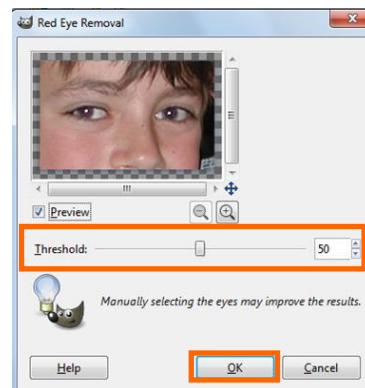 Red Eye Removal
Preview
Threshold:
50
Manually selecting the eyes may improve the results.
Help
OK
Cancel